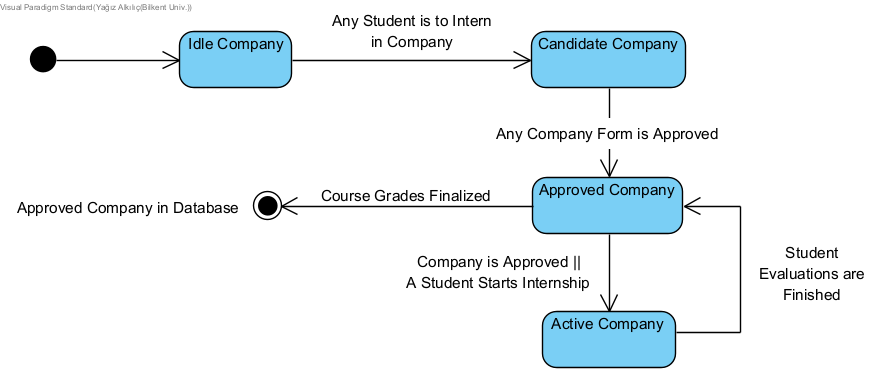 Visual Paradigm Standard(Yağız Alkılıç(Bilkent Univ.))
Any Student is to Intern
in Company
Idle Company
Candidate Company
Any Company Form is Approved
Approved Company
Course Grades Finalized
Approved Company in Database
Company is Approved ||
A Student Starts Internship
Student
Evaluations are
Finished
Active Company